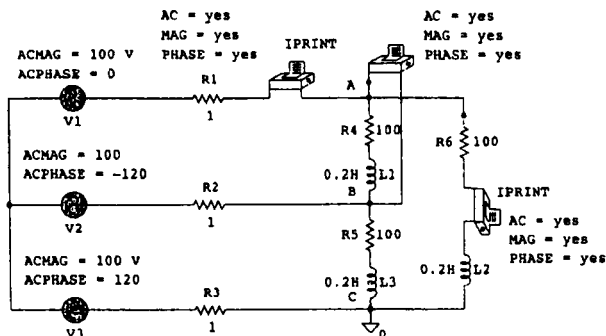 AC = yes
MAG = yes
PHASE = yes
IPRINT
AC = yes
MAG = yes
PHASE = yes
ACMAG = 100 V
ACPHASE = 0
V1
R1
1
A
R4
100
R6
100
0.2H
L1
B
ACMAG = 100
ACPHASE = -120
V2
R2
1
R5
100
IPRINT
AC = yes
MAG = yes
PHASE = yes
ACMAG = 100 V
ACPHASE = 120
V3
R3
1
0.2H
L3
C
0.2H
L2
0